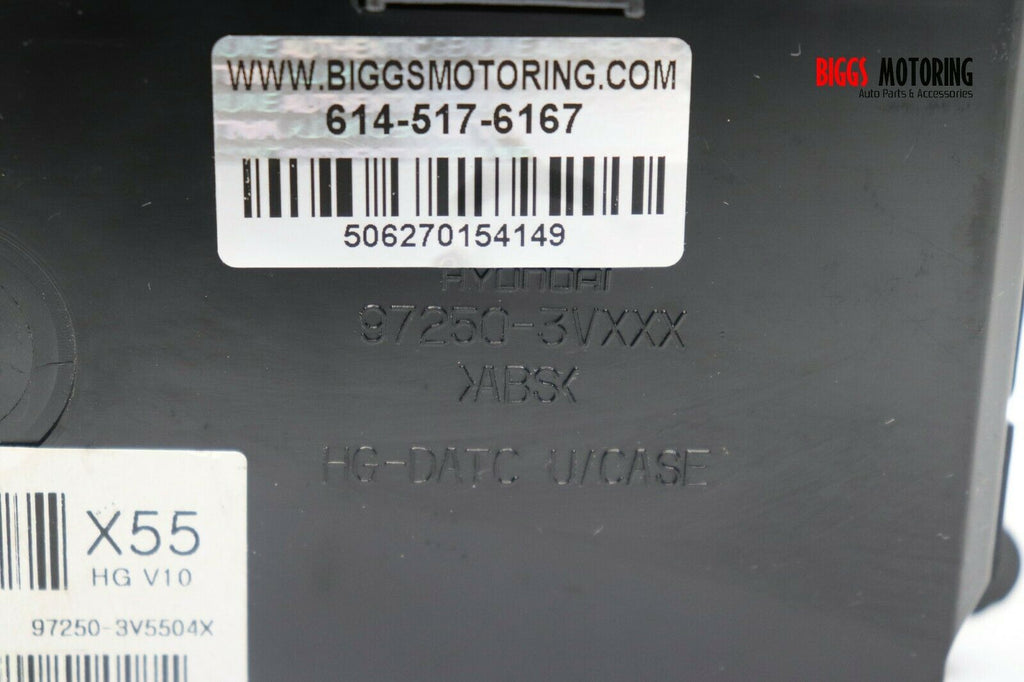 WWW.BIGGSMOTORING.COM
614-517-6167
506270154149
BIGGS MOTORING
Auto Parts & Accessories
HYUNDAI
97250-3VXXX
>ABS<
HG-DATC U/CASE
X55
HG V10
97250-3V5504X